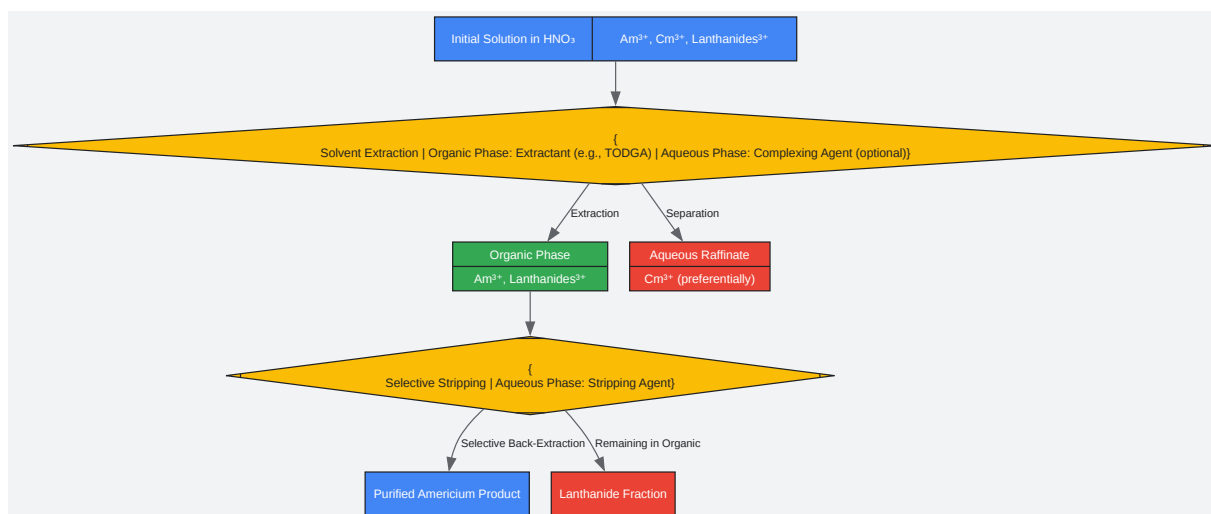 Initial Solution in HNO₃
Am³⁺, Cm³⁺, Lanthanides³⁺
{
Solvent Extraction | Organic Phase: Extractant (e.g., TODGA) | Aqueous Phase: Complexing Agent (optional)}
Extraction
Separation
Organic Phase
Am³⁺, Lanthanides³⁺
Aqueous Raffinate
Cm³⁺ (preferentially)
{
Selective Stripping | Aqueous Phase: Stripping Agent}
Selective Back-Extraction
Remaining in Organic
Purified Americium Product
Lanthanide Fraction